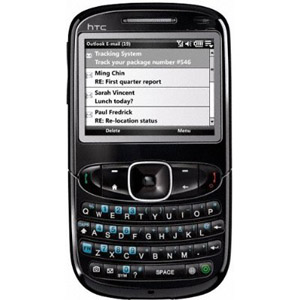 hTC
Outlook E-mail (19)
Tracking System
Track your package number #546
Ming Chin
RE: First quarter report
Sarah Vincent
Lunch today?
Paul Fredrick
RE: Re-location status
Delete Menu
Q W E R T Y U I O P
A S D F G H J K L
Z X C V B N M
SYM SPACE